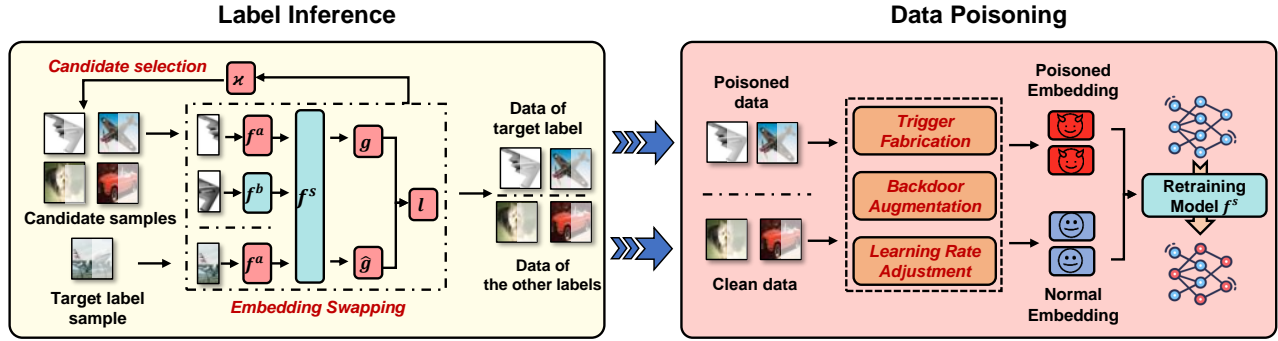 Label Inference
Data Poisoning
Candidate selection
ϰ
Candidate samples
Target label
sample
f^a
f^b
f^a
f^s
g
ĝ
l
Embedding Swapping
Data of
target label
Data of
the other labels
Poisoned
data
Clean data
Trigger
Fabrication
Backdoor
Augmentation
Learning Rate
Adjustment
Poisoned
Embedding
Normal
Embedding
Retraining
Model f^s